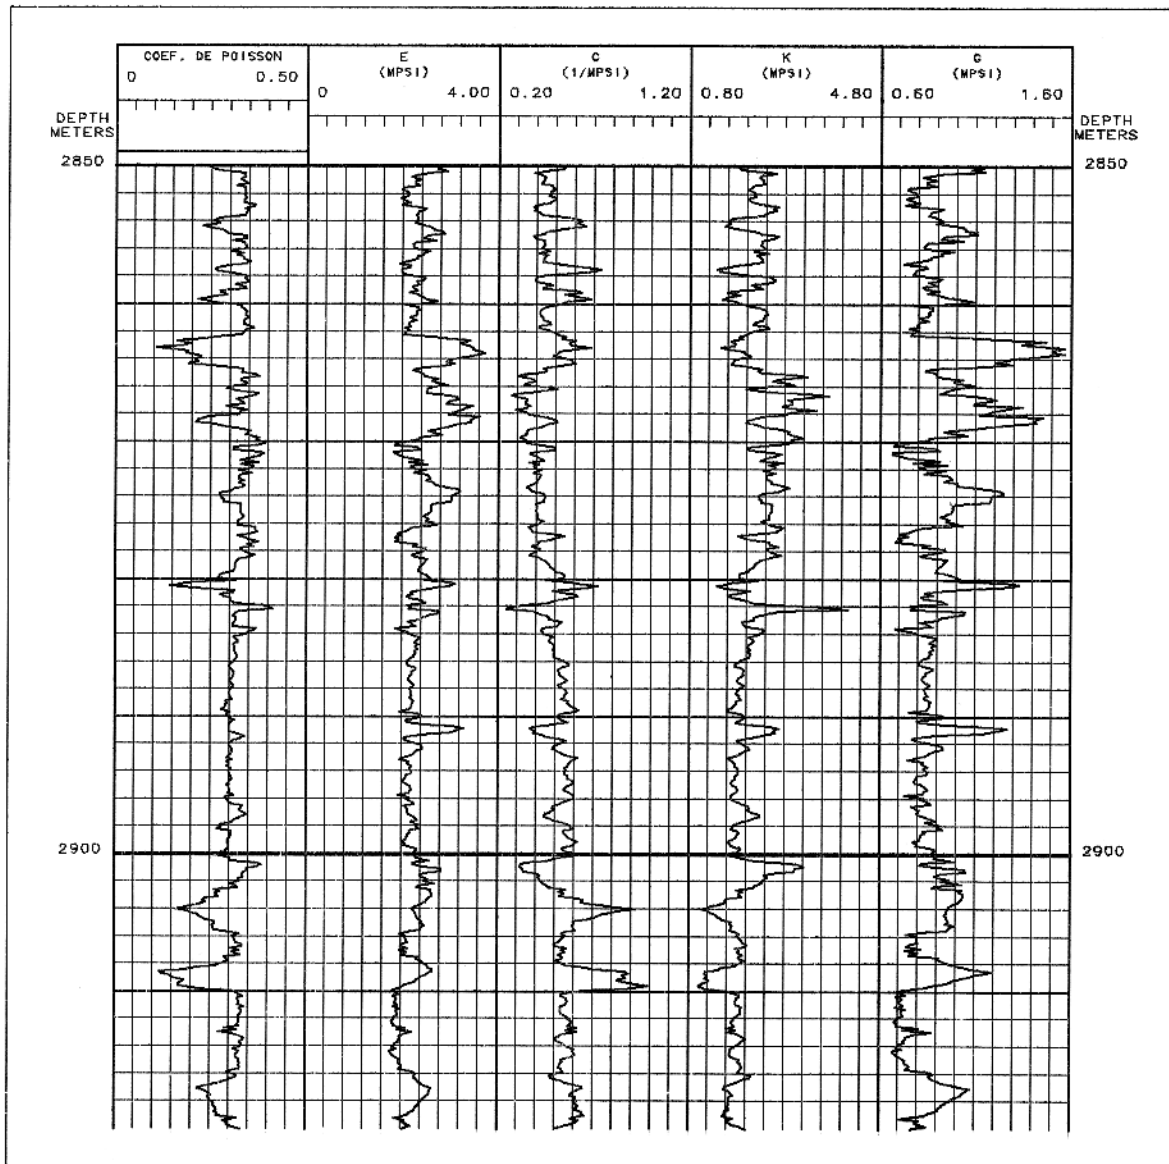 COEF. DE POISSON
0 0.50
E
(MPSI)
0 4.00
C
(1/MPSI)
0.20 1.20
K
(MPSI)
0.80 4.80
G
(MPSI)
0.60 1.60
DEPTH
METERS
DEPTH
METERS
2850
2850
2900
2900